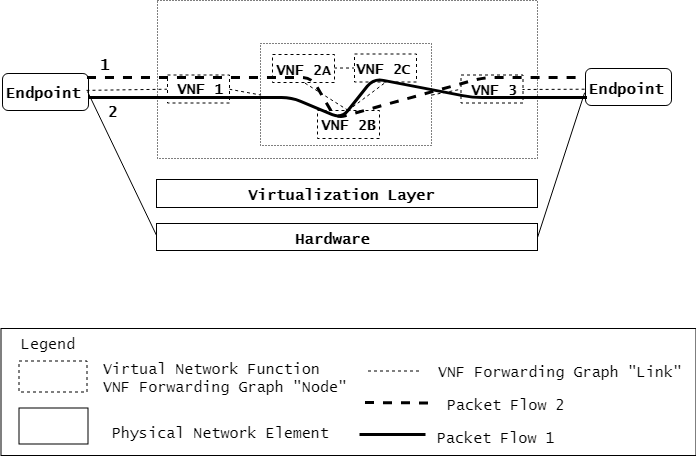 1
VNF 2A
VNF 2C
Endpoint
VNF 1
VNF 3
Endpoint
2
VNF 2B
Virtualization Layer
Hardware
Legend
Virtual Network Function
VNF Forwarding Graph "Node"
VNF Forwarding Graph "Link"
Packet Flow 2
Physical Network Element
Packet Flow 1